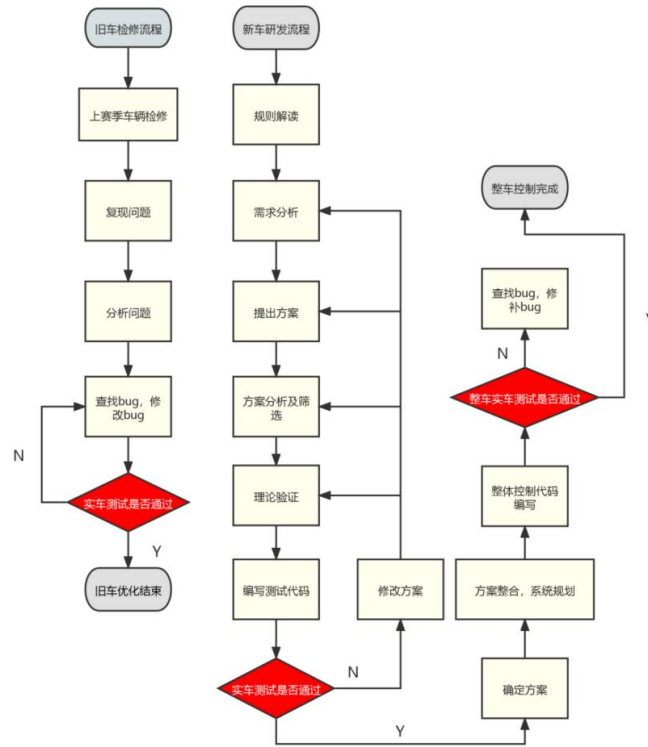 旧车检修流程
上赛季车辆检修
复现问题
分析问题
查找bug，修
改bug
N
实车测试是否通过
Y
旧车优化结束
新车研发流程
规则解读
需求分析
提出方案
方案分析及筛
选
理论验证
编写测试代码
修改方案
实车测试是否通过
N
Y
确定方案
方案整合，系统规划
整体控制代码
编写
整车实车测试是否通过
N
查找bug，修
补bug
整车控制完成